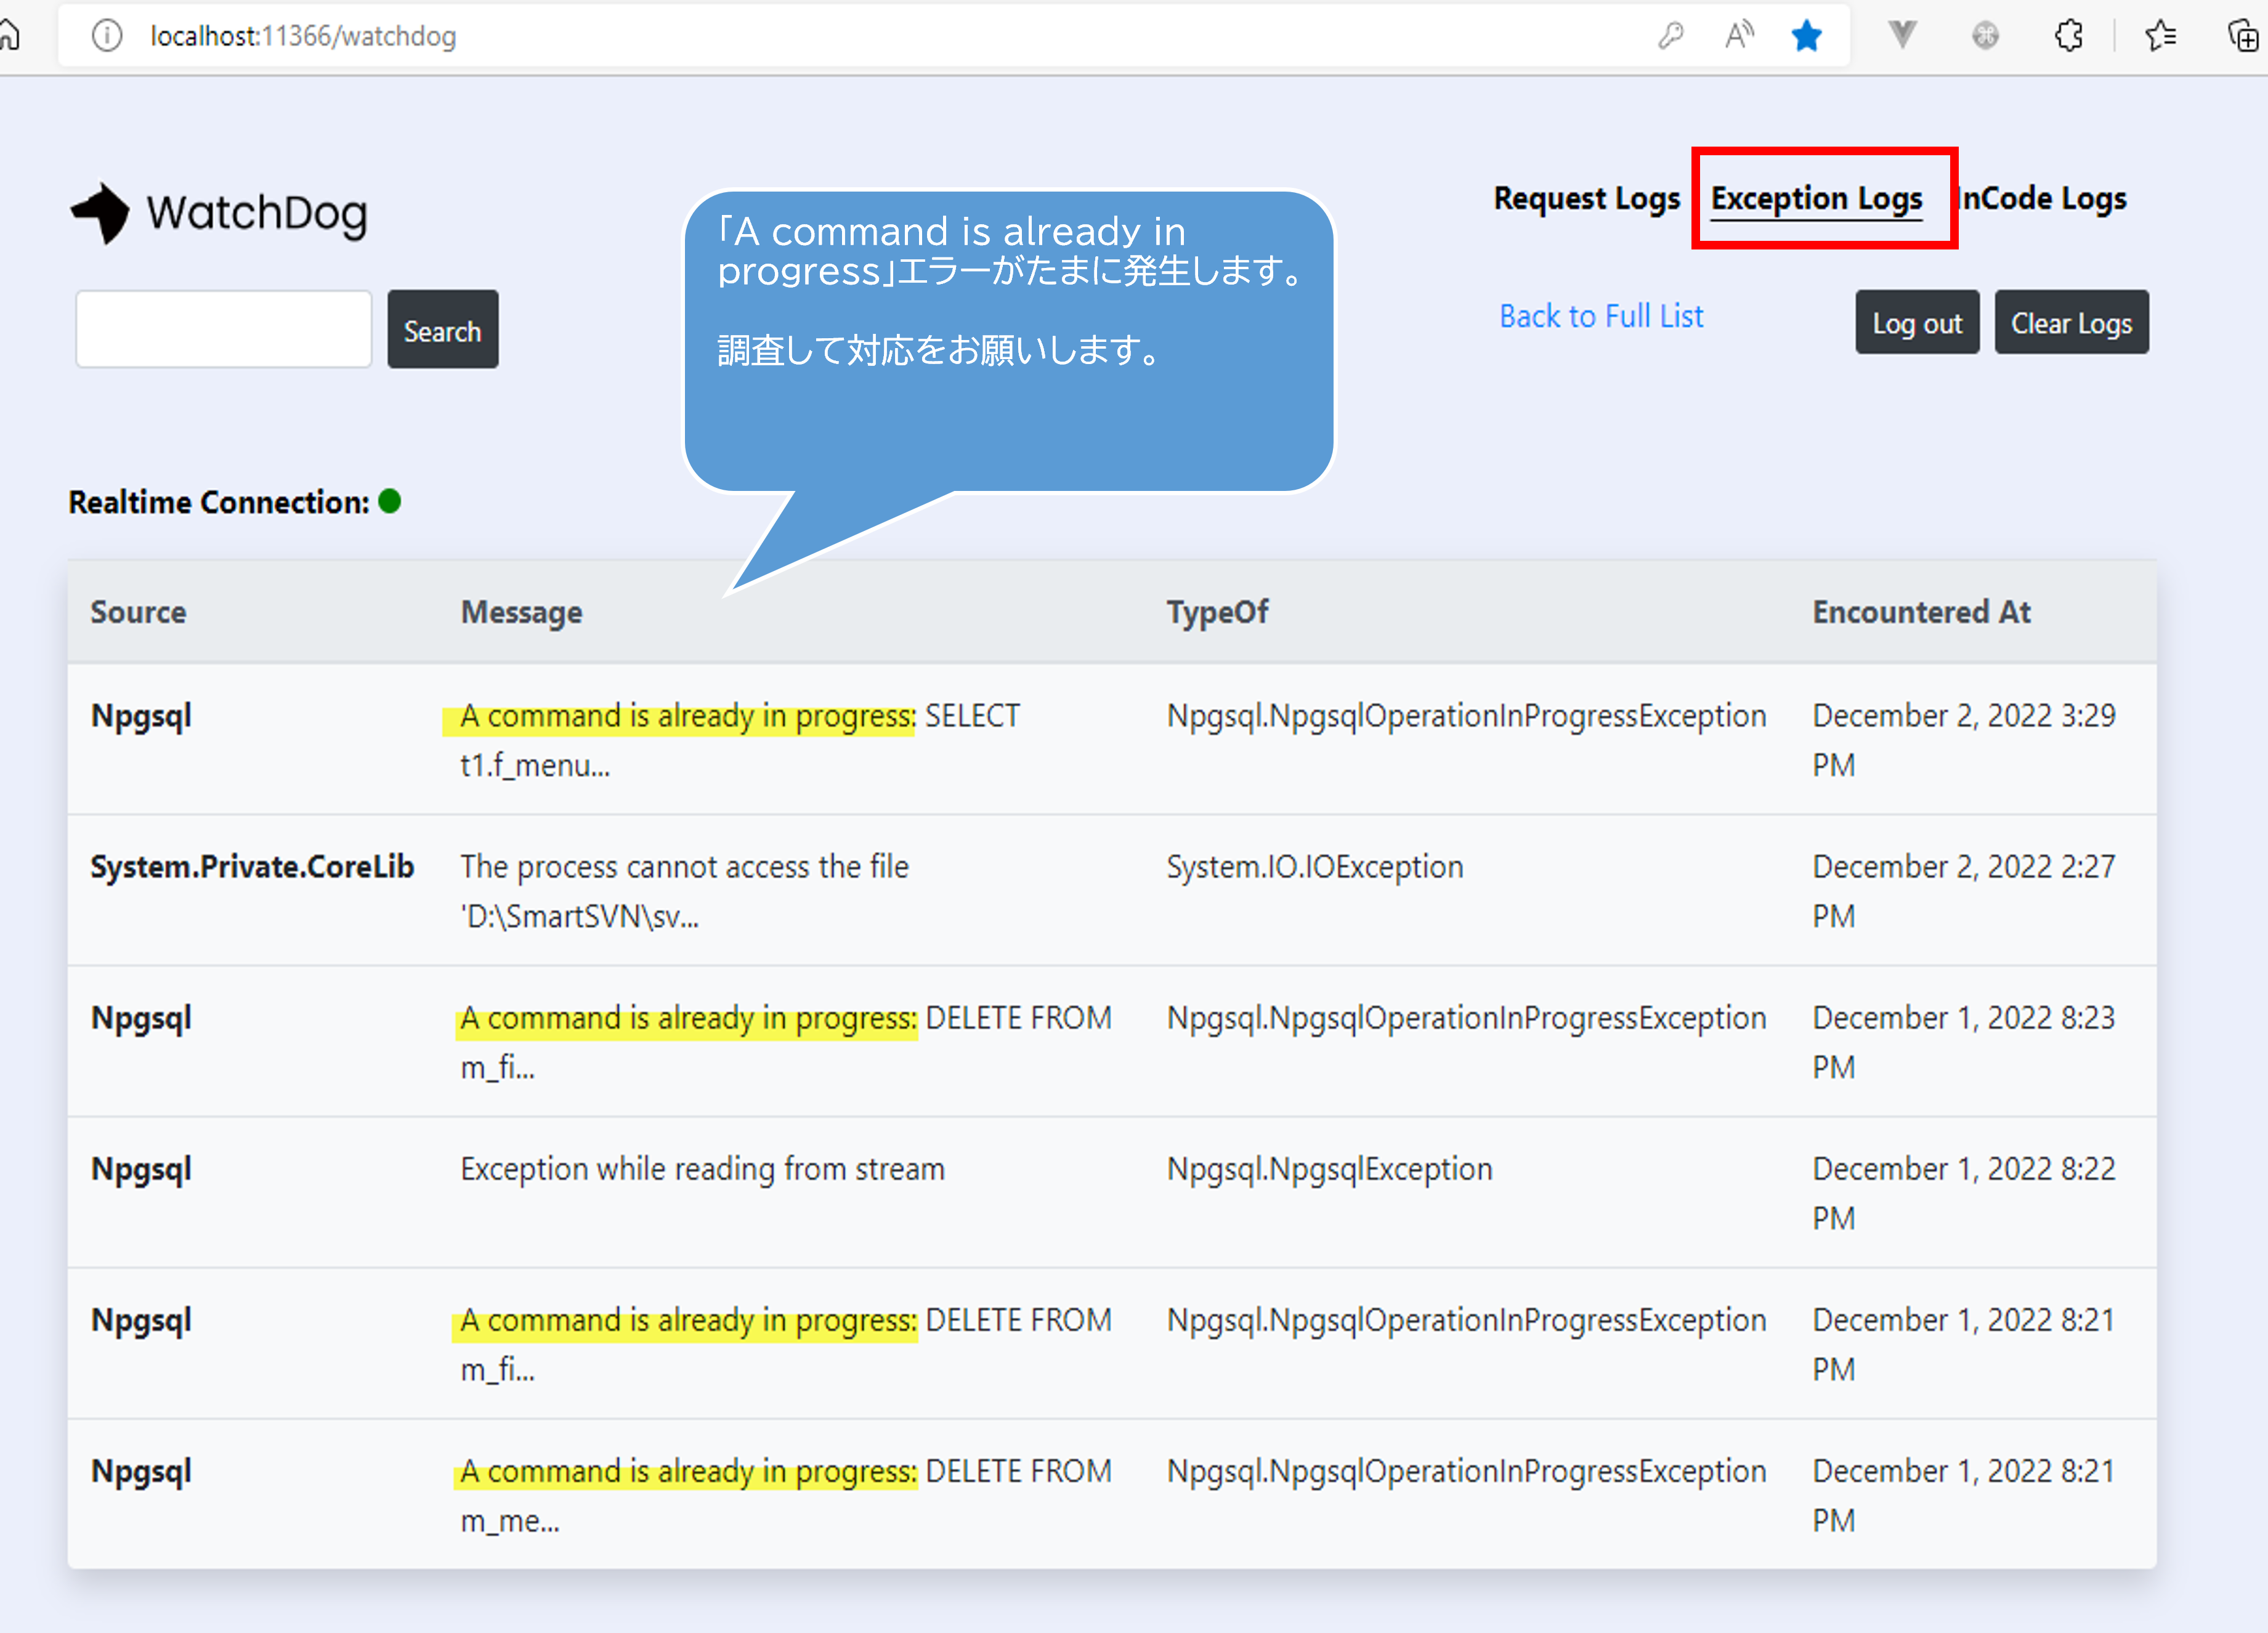 localhost:11366/watchdog
WatchDog
Request Logs Exception Logs InCode Logs
「A command is already in
progress」エラーがたまに発生します。
調査して対応をお願いします。
Search
Back to Full List
Log out
Clear Logs
Realtime Connection:
Source Message TypeOf Encountered At
Npgsql A command is already in progress: SELECT Npgsql.NpgsqlOperationInProgressException December 2, 2022 3:29
t1.f_menu... PM
System.Private.CoreLib The process cannot access the file System.IO.IOException December 2, 2022 2:27
'D:\SmartSVN\sv... PM
Npgsql A command is already in progress: DELETE FROM Npgsql.NpgsqlOperationInProgressException December 1, 2022 8:23
m_fi... PM
Npgsql Exception while reading from stream Npgsql.NpgsqlException December 1, 2022 8:22
PM
Npgsql A command is already in progress: DELETE FROM Npgsql.NpgsqlOperationInProgressException December 1, 2022 8:21
m_fi... PM
Npgsql A command is already in progress: DELETE FROM Npgsql.NpgsqlOperationInProgressException December 1, 2022 8:21
m_me... PM